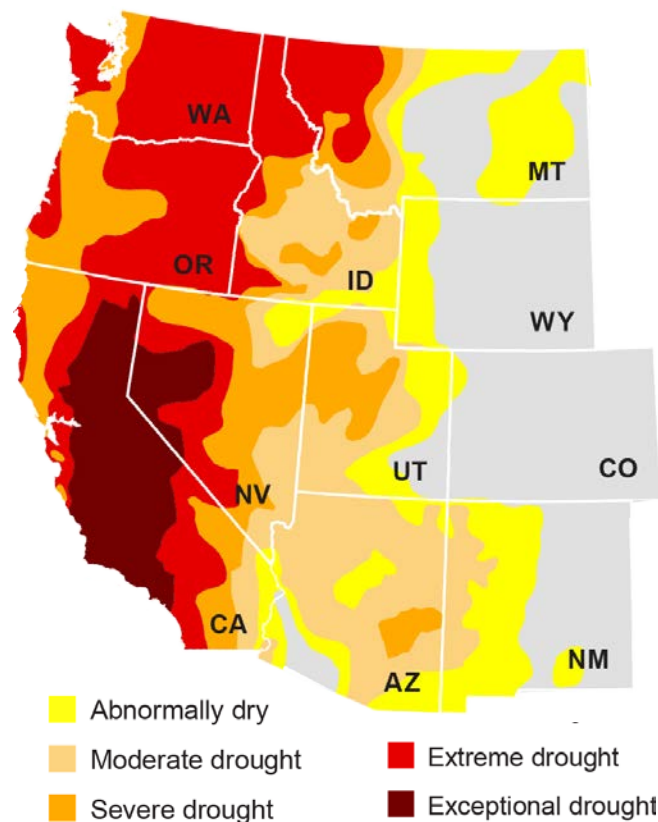 WA
MT
OR
ID
WY
UT
CO
NV
CA
AZ
NM
Abnormally dry
Moderate drought
Severe drought
Extreme drought
Exceptional drought